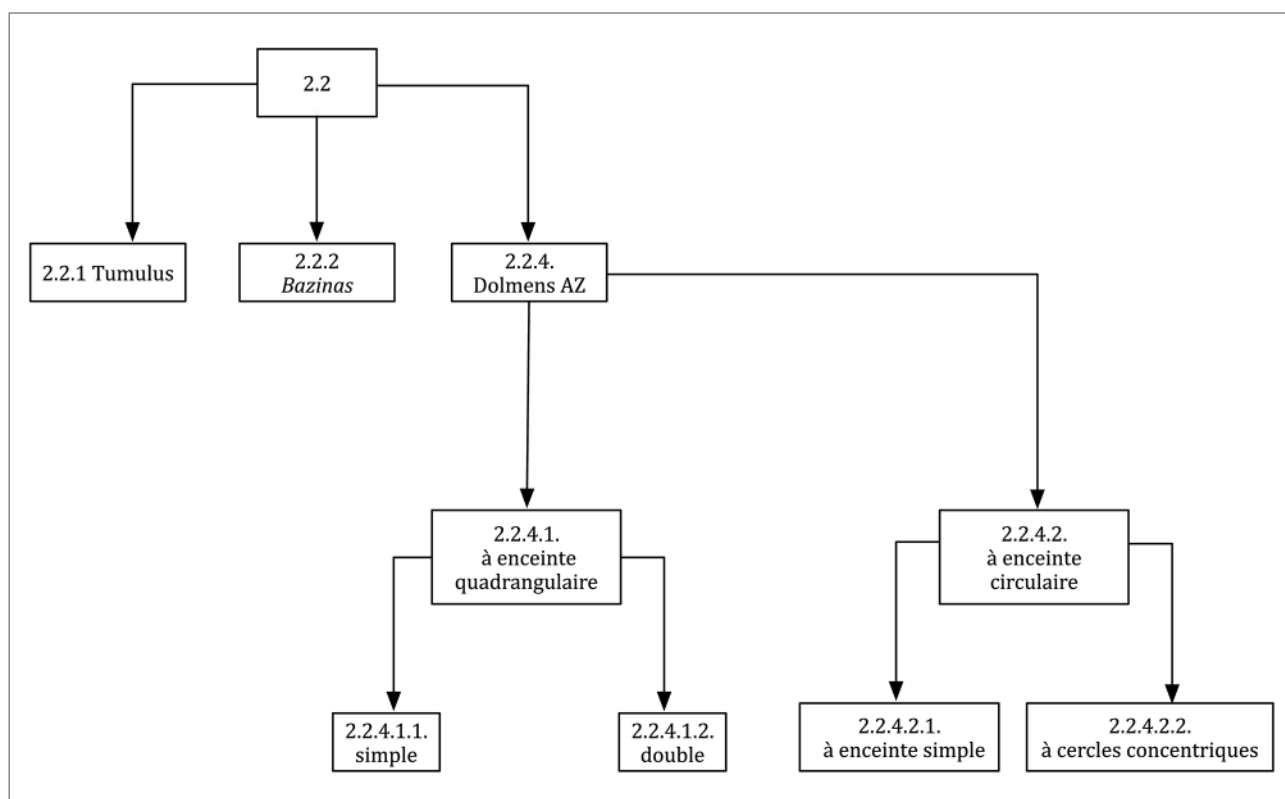 2.2
2.2.1 Tumulus
2.2.2
Bazinas
2.2.4.
Dolmens AZ
2.2.4.1.
à enceinte
quadrangulaire
2.2.4.2.
à enceinte
circulaire
2.2.4.1.1.
simple
2.2.4.1.2.
double
2.2.4.2.1.
à enceinte simple
2.2.4.2.2.
à cercles concentriques